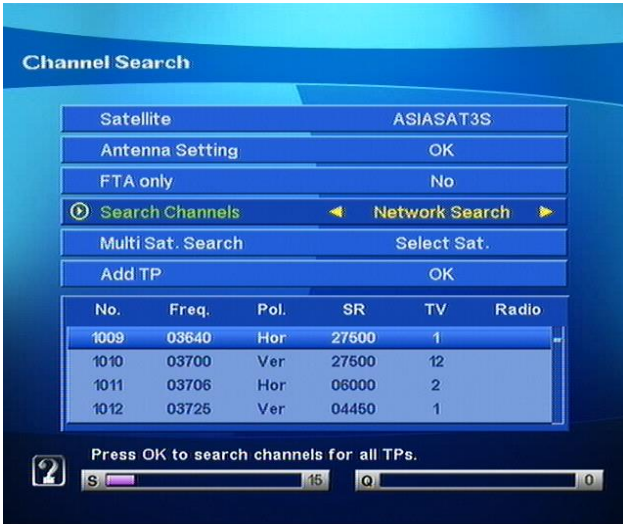 Channel Search
Satellite ASIASAT3S
Antenna Setting OK
FTA only No
Search Channels Network Search
Multi Sat. Search Select Sat.
Add TP OK
No. Freq. Pol. SR TV Radio
1009 03640 Hor 27500 1
1010 03700 Ver 27500 12
1011 03706 Hor 06000 2
1012 03725 Ver 04450 1
Press OK to search channels for all TPs.
? S 15 Q 0